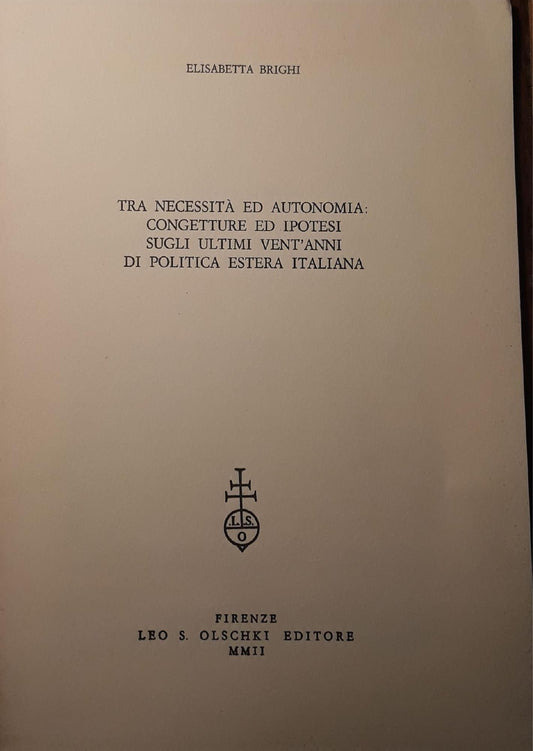 ELISABETTA BRIGHI
TRA NECESSITÀ ED AUTONOMIA:
CONGETTURE ED IPOTESI
SUGLI ULTIMI VENT'ANNI
DI POLITICA ESTERA ITALIANA
.L. S.
O
FIRENZE
LEO S. OLSCHKI EDITORE
MMII